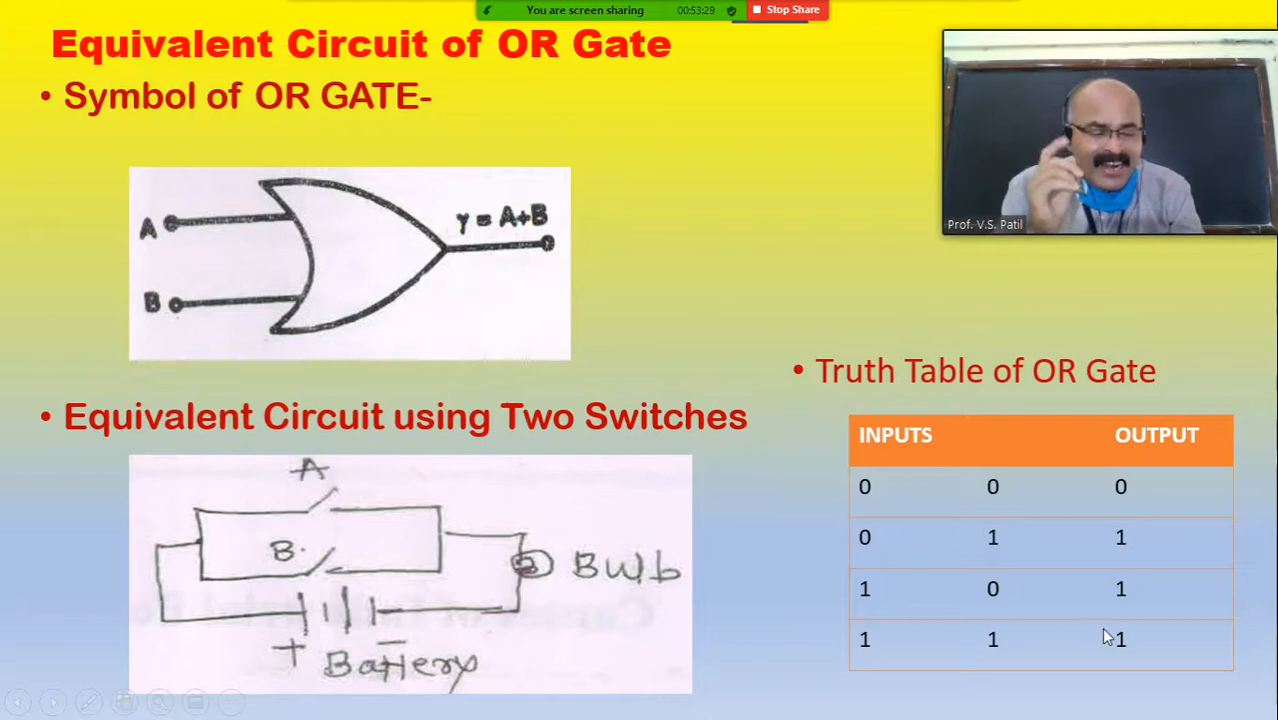 You are screen sharing
00:53:29
Stop Share
Equivalent Circuit of OR Gate
• Symbol of OR GATE-
A
B
y = A+B
Prof. V.S. Patil
• Equivalent Circuit using Two Switches
A
B.
Bulb
+ −
Battery
• Truth Table of OR Gate
INPUTS OUTPUT
0 0 0
0 1 1
1 0 1
1 1 1